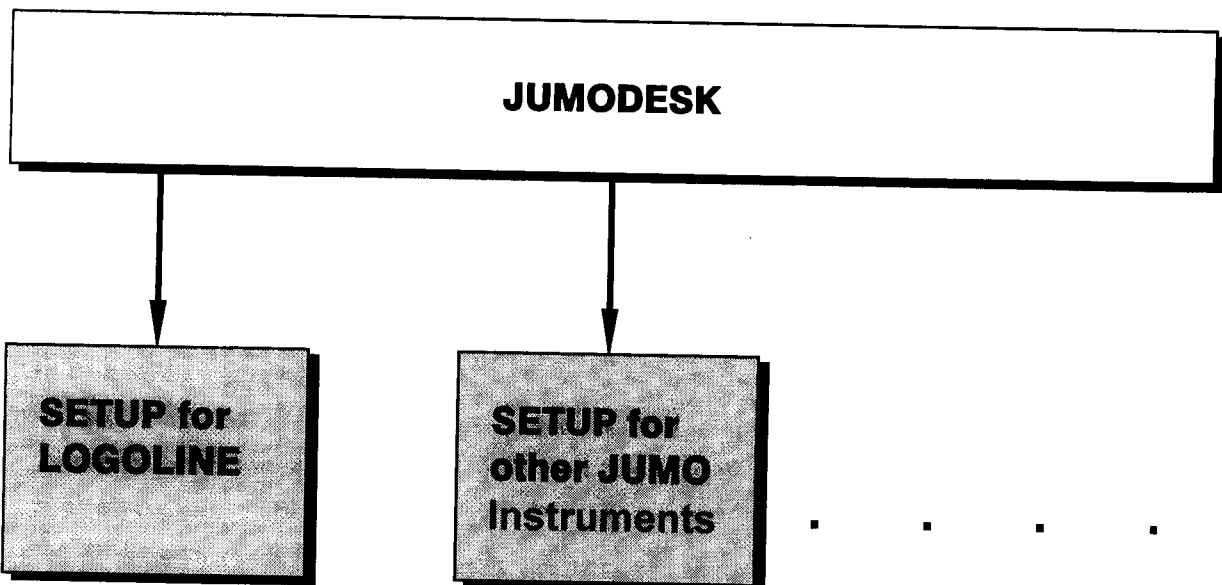 JUMODESK
SETUP for
LOGOLINE
SETUP for
other JUMO
Instruments
. . . .